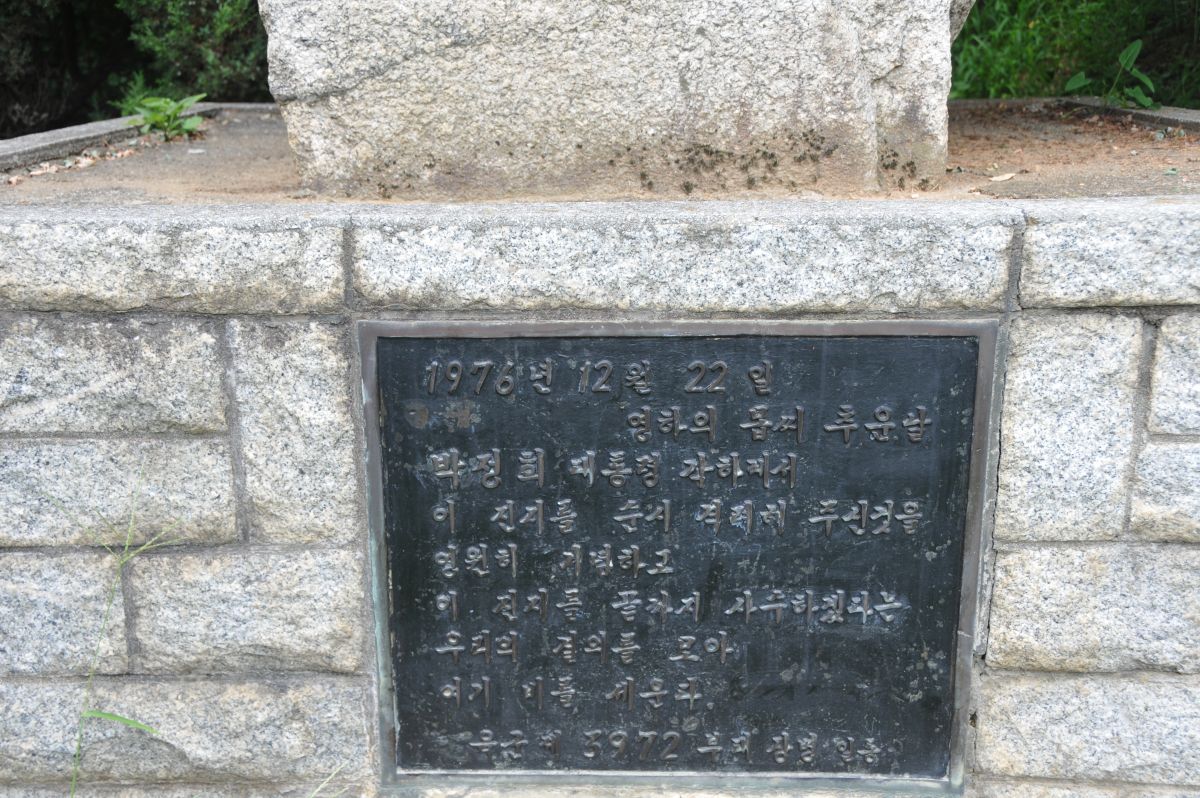 1976년 12월 22일
영하의 돕씨 추운날
박정희 대통령 각하께서
이 진지를 순시 격려해 주신것을
영원히 기념하고
이 진지를 끝까지 사수하겠다는
우리의 결의를 모아
여기 비를 세운다
육군 제 3972 부대 장병 일동